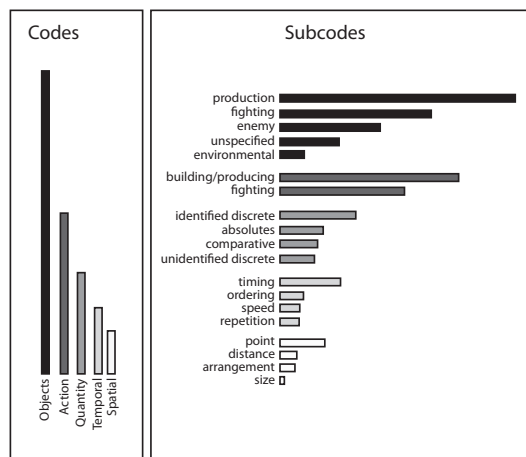 Codes
Objects
Action
Quantity
Temporal
Spatial
Subcodes
production
fighting
enemy
unspecified
environmental
building/producing
fighting
identified discrete
absolutes
comparative
unidentified discrete
timing
ordering
speed
repetition
point
distance
arrangement
size